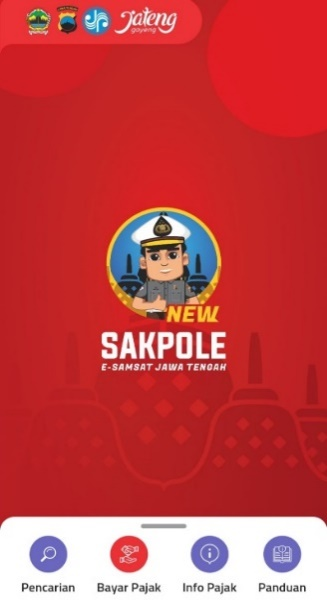 Jateng
gayeng
NEW
SAKPOLE
E-SAMSAT JAWA TENGAH
Pencarian
Bayar Pajak
Info Pajak
Panduan